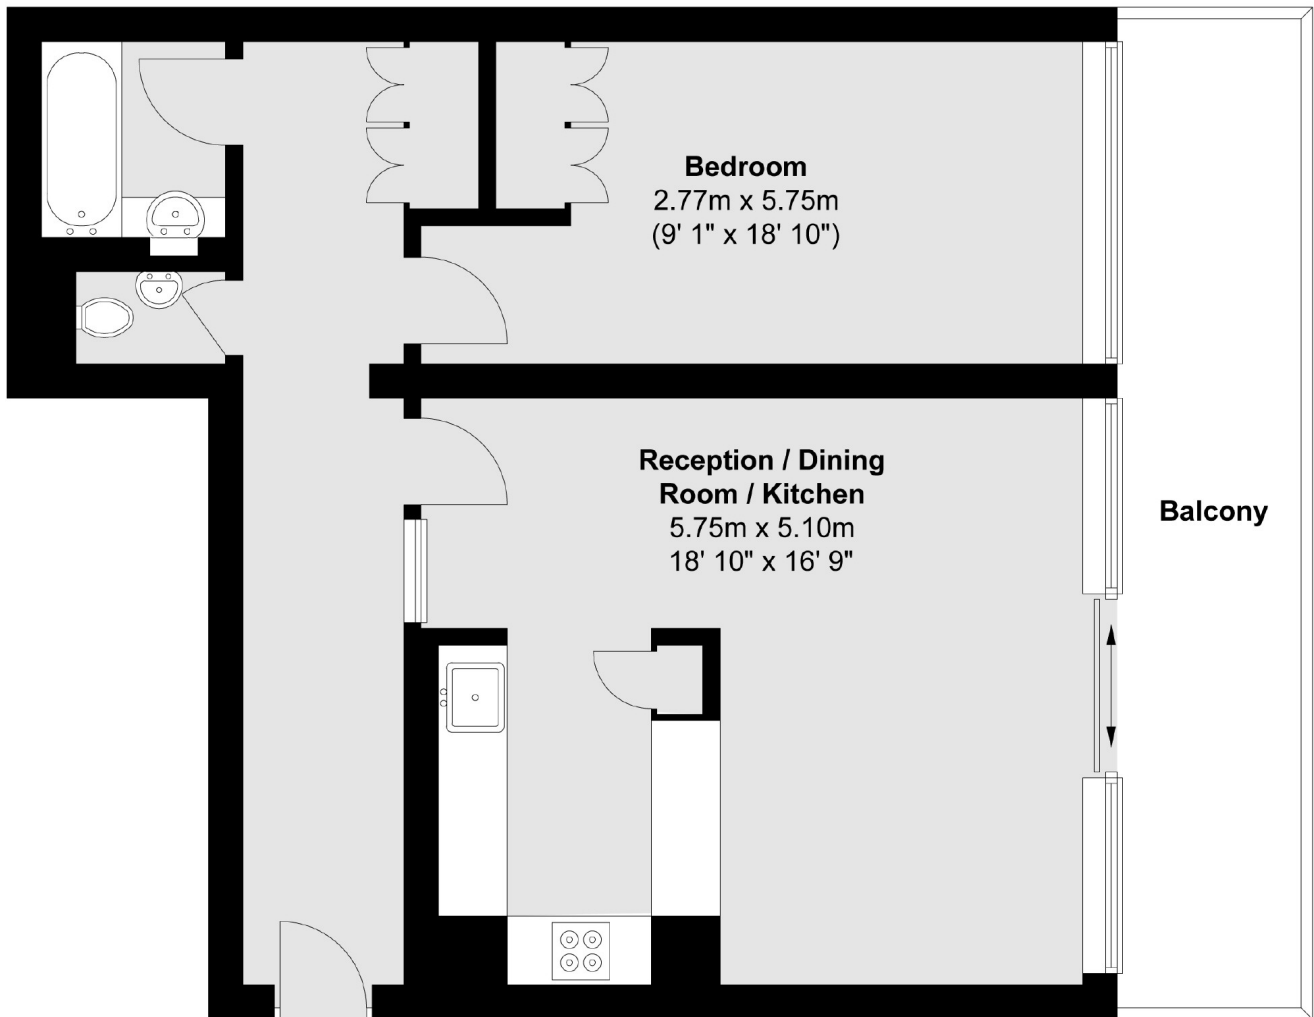 Bedroom
2.77m x 5.75m
(9' 1" x 18' 10")
Reception / Dining
Room / Kitchen
5.75m x 5.10m
18' 10" x 16' 9"
Balcony